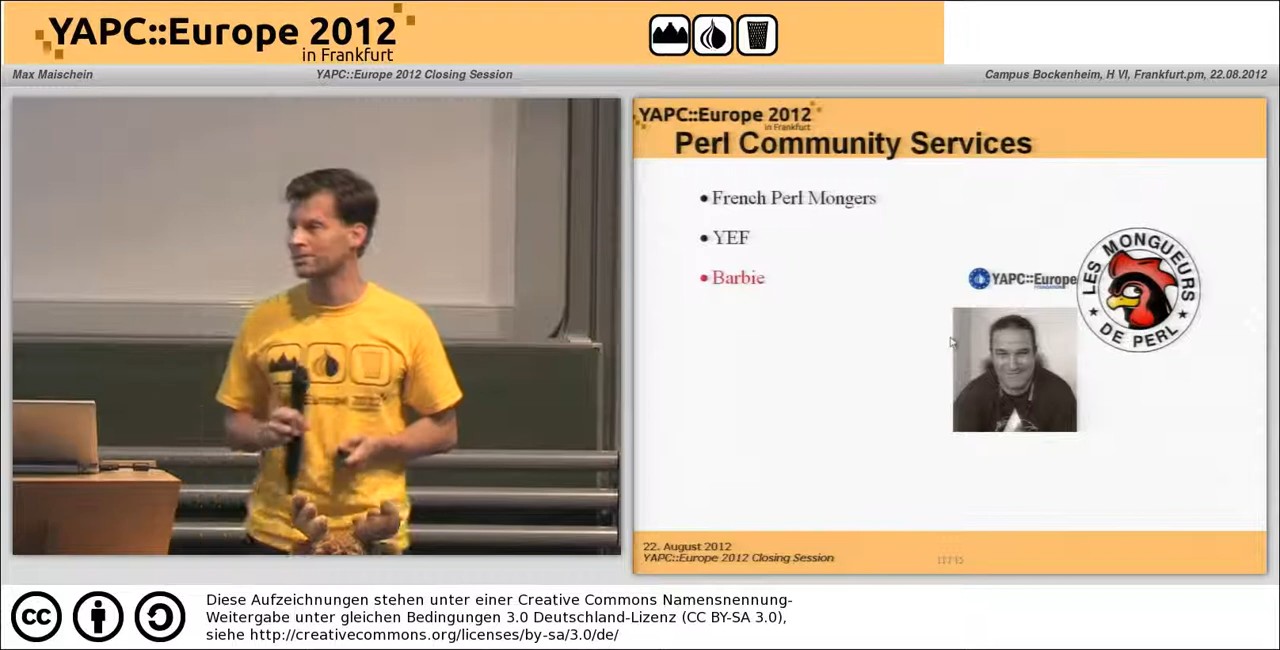 YAPC::Europe 2012
in Frankfurt
Max Maischein
YAPC::Europe 2012 Closing Session
Campus Bockenheim, H VI, Frankfurt.pm, 22.08.2012
YAPC::Europe 2012
in Frankfurt
Perl Community Services
• French Perl Mongers
• YEF
• Barbie
YAPC::Europe
LES MONGUEURS
DE PERL
22. August 2012
YAPC::Europe 2012 Closing Session
cc
Diese Aufzeichnungen stehen unter einer Creative Commons Namensnennung-
Weitergabe unter gleichen Bedingungen 3.0 Deutschland-Lizenz (CC BY-SA 3.0),
siehe http://creativecommons.org/licenses/by-sa/3.0/de/